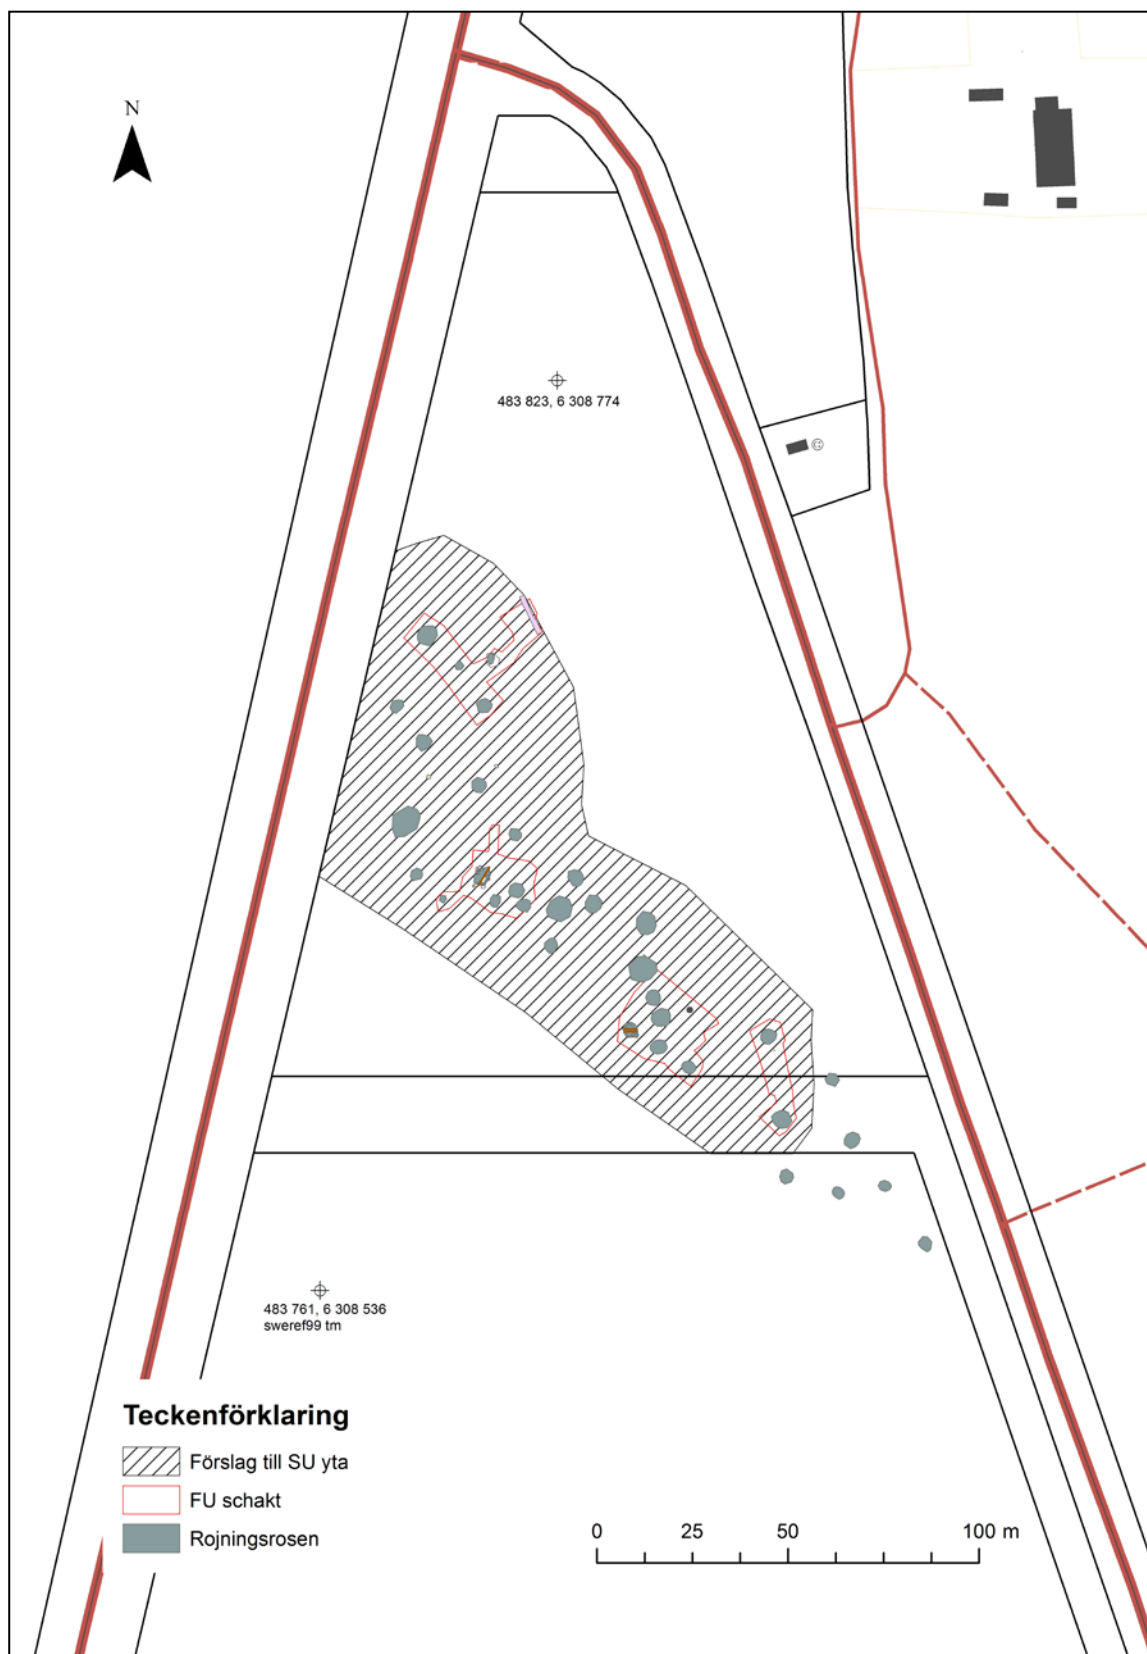 N
483 823, 6 308 774
483 761, 6 308 536
sweref99 tm
Teckenförklaring
Förslag till SU yta
FU schakt
Rojningsrosen
0 25 50 100 m